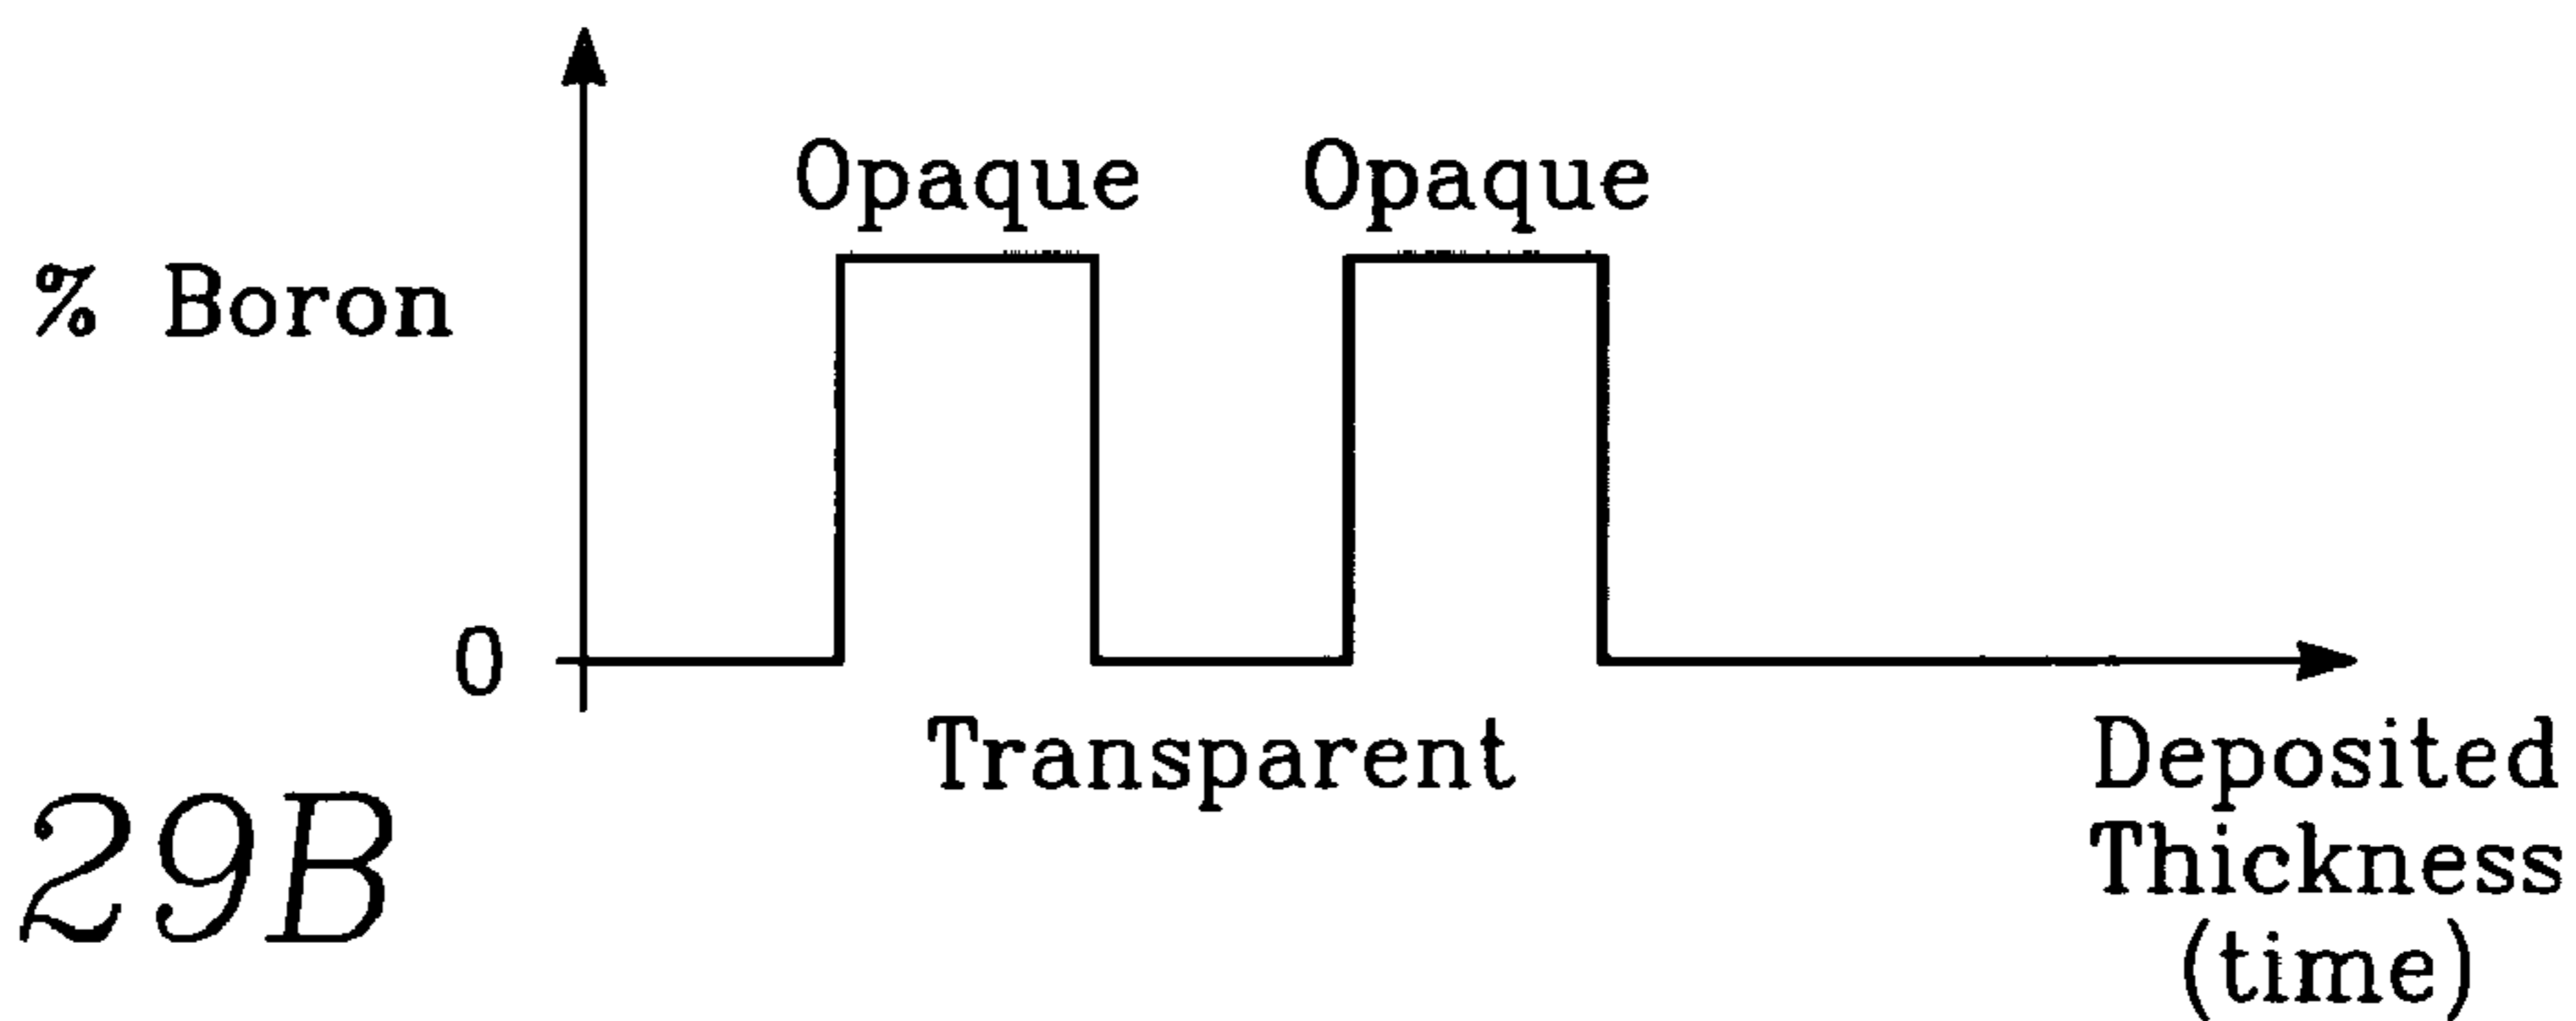 Opaque Opaque
% Boron
0
Transparent
Deposited
Thickness
(time)
29B